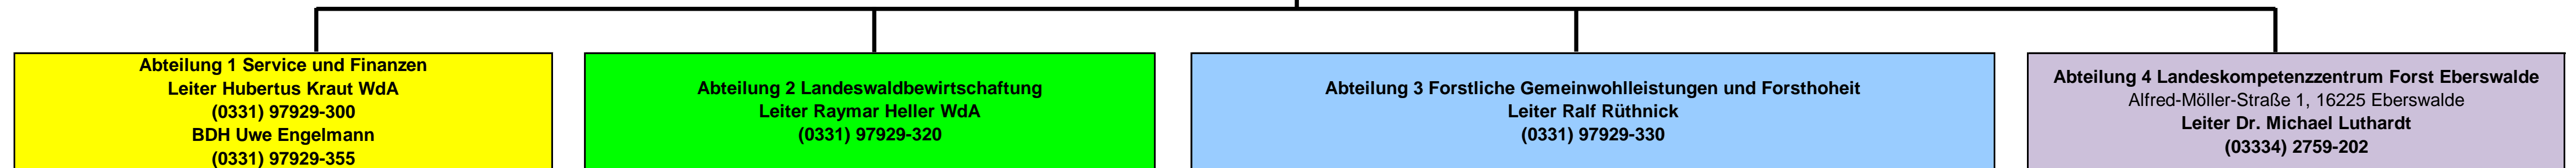 Abteilung 1 Service und Finanzen
Leiter Hubertus Kraut WdA
(0331) 97929-300
BDH Uwe Engelmann
(0331) 97929-355
Abteilung 2 Landeswaldbewirtschaftung
Leiter Raymar Heller WdA
(0331) 97929-320
Abteilung 3 Forstliche Gemeinwohlleistungen und Forsthoheit
Leiter Ralf Rüthnick
(0331) 97929-330
Abteilung 4 Landeskompetenzzentrum Forst Eberswalde
Alfred-Möller-Straße 1, 16225 Eberswalde
Leiter Dr. Michael Luthardt
(03334) 2759-202